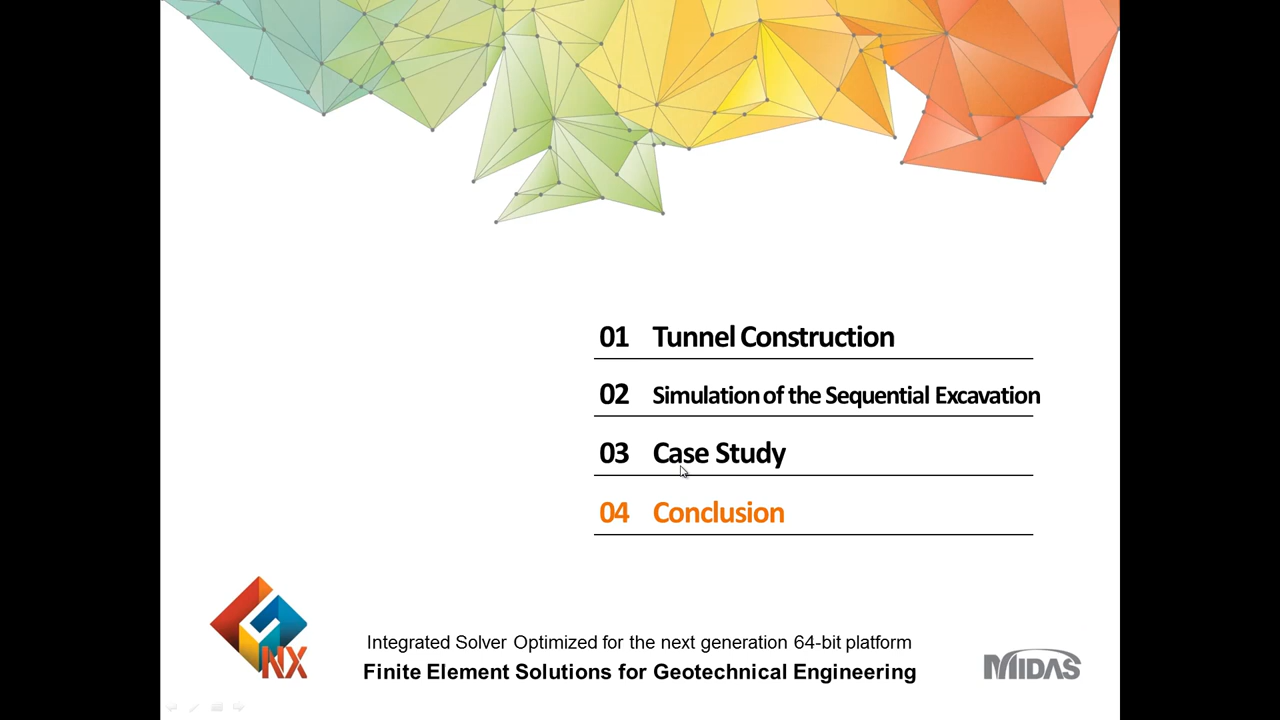 01 Tunnel Construction
02 Simulation of the Sequential Excavation
03 Case Study
04 Conclusion
NX
Integrated Solver Optimized for the next generation 64-bit platform
Finite Element Solutions for Geotechnical Engineering
MIDAS